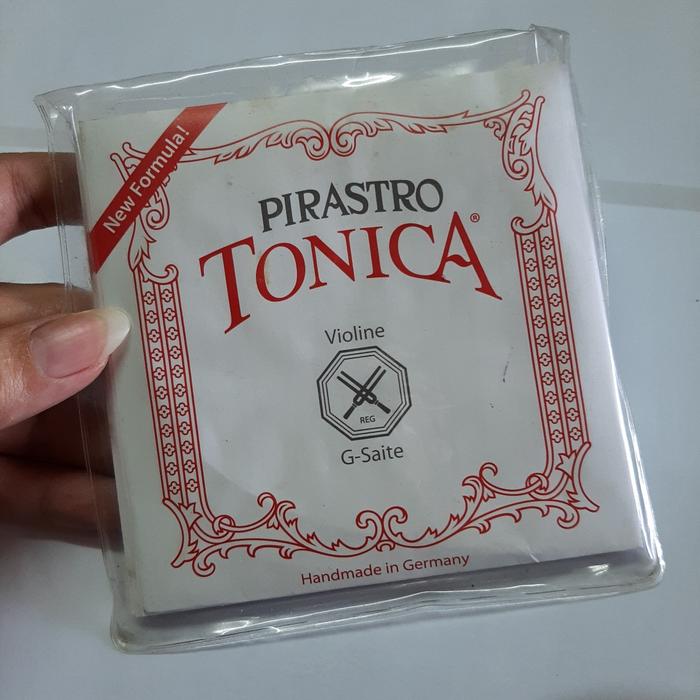 New Formula!
PIRASTRO
TONICA®
Violine
REG
G-Saite
Handmade in Germany